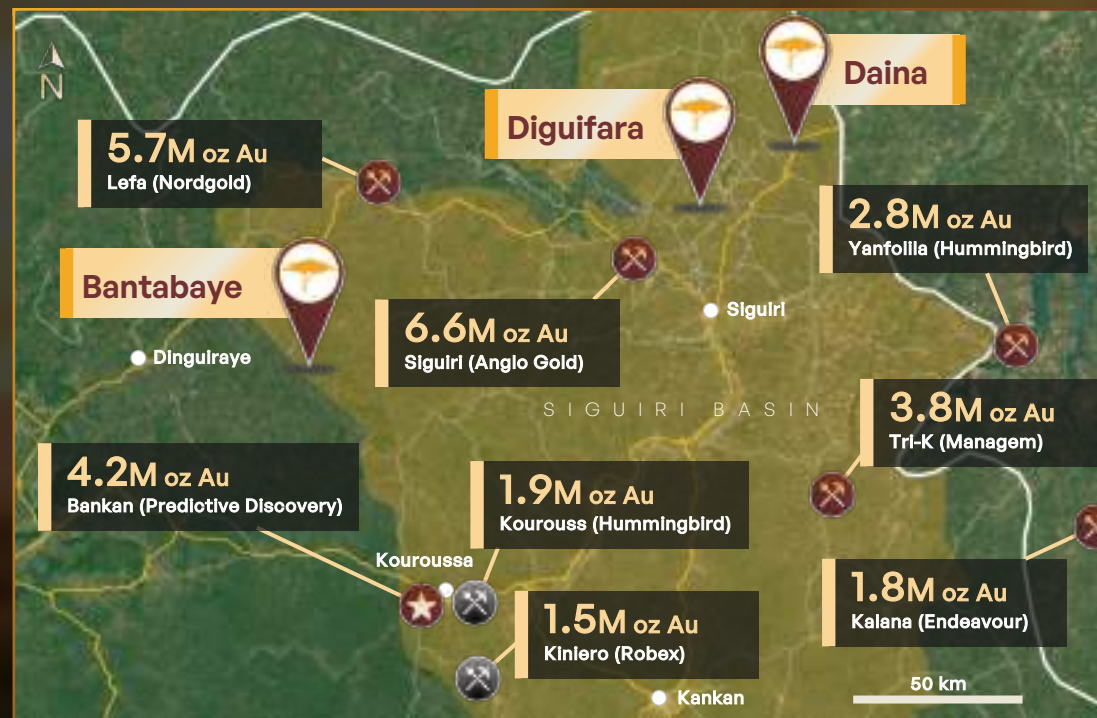 N
Daina
Diguifara
5.7M oz Au
Lefa (Nordgold)
2.8M oz Au
Yanfolila (Hummingbird)
Bantabaye
Siguiri
6.6M oz Au
Siguiri (Anglo Gold)
Dinguiraye
SIGUIRI BASIN
3.8M oz Au
Tri-K (Managem)
4.2M oz Au
Bankan (Predictive Discovery)
1.9M oz Au
Kourouss (Hummingbird)
Kouroussa
1.8M oz Au
Kalana (Endeavour)
1.5M oz Au
Kiniero (Robex)
50 km
Kankan